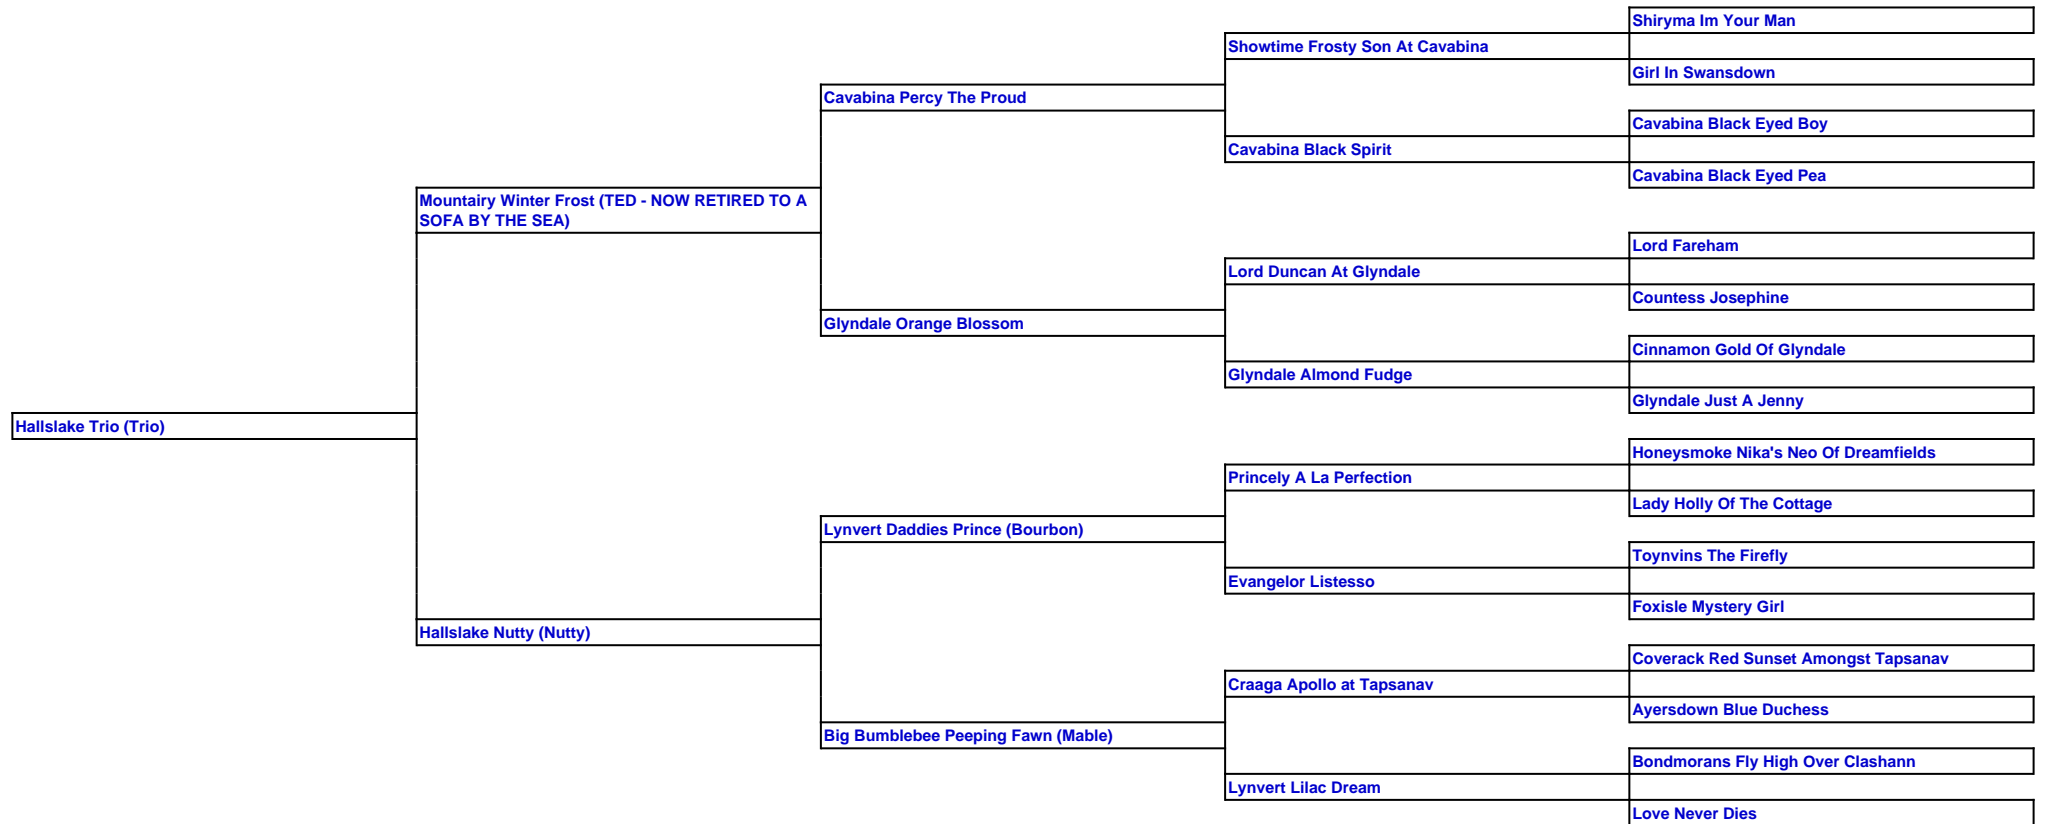 Shiryma Im Your Man
Showtime Frosty Son At Cavabina
Girl In Swansdown
Cavabina Percy The Proud
Cavabina Black Eyed Boy
Cavabina Black Spirit
Cavabina Black Eyed Pea
Mountairy Winter Frost (TED - NOW RETIRED TO A
SOFA BY THE SEA)
Lord Fareham
Lord Duncan At Glyndale
Countess Josephine
Glyndale Orange Blossom
Cinnamon Gold Of Glyndale
Glyndale Almond Fudge
Glyndale Just A Jenny
Hallslake Trio (Trio)
Honeysmoke Nika's Neo Of Dreamfields
Princely A La Perfection
Lady Holly Of The Cottage
Lynvert Daddies Prince (Bourbon)
Toynvins The Firefly
Evangelor Listesso
Foxisle Mystery Girl
Hallslake Nutty (Nutty)
Coverack Red Sunset Amongst Tapsanav
Craaga Apollo at Tapsanav
Ayersdown Blue Duchess
Big Bumblebee Peeping Fawn (Mable)
Bondmorans Fly High Over Clashann
Lynvert Lilac Dream
Love Never Dies